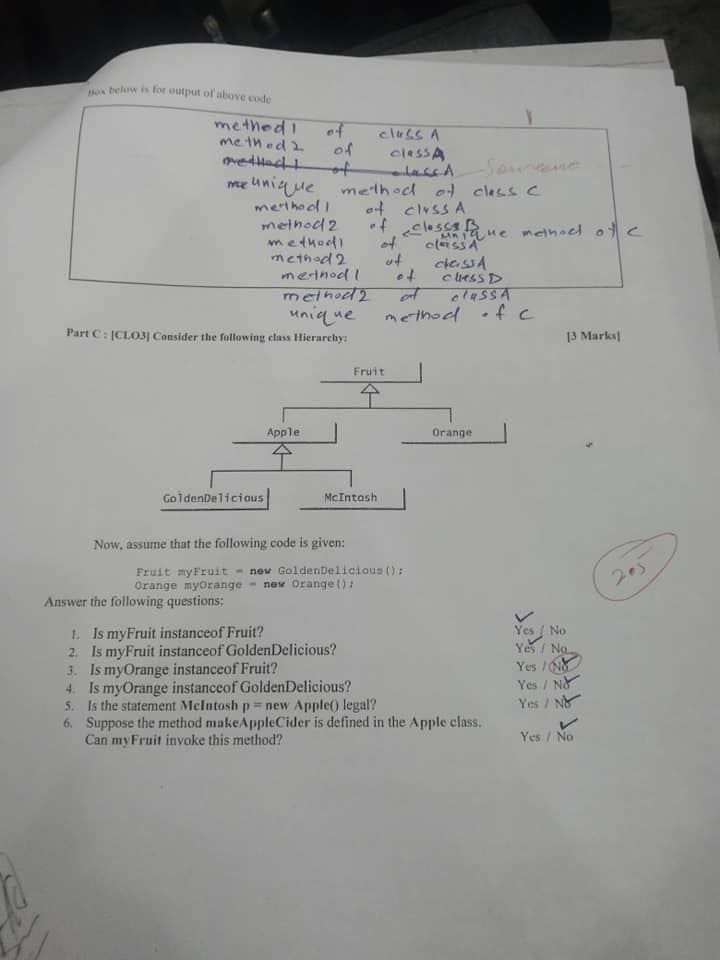 Box below is for output of above code
method1 of class A
method2 of class A
method1 of class A
unique method of class C
method1 of class A
method2 of class B
unique method of C
method1 of class A
method2 of class A
method1 of class D
method2 of class A
unique method of C
Part C : [CLO3] Consider the following class Hierarchy: [3 Marks]
Fruit
Apple Orange
GoldenDelicious McIntosh
Now, assume that the following code is given:
Fruit myFruit = new GoldenDelicious();
Orange myOrange = new Orange();
Answer the following questions:
1. Is myFruit instanceof Fruit? Yes / No
2. Is myFruit instanceof GoldenDelicious? Yes / No
3. Is myOrange instanceof Fruit? Yes / No
4. Is myOrange instanceof GoldenDelicious? Yes / No
5. Is the statement McIntosh p = new Apple() legal? Yes / No
6. Suppose the method makeAppleCider is defined in the Apple class.
Can myFruit invoke this method? Yes / No